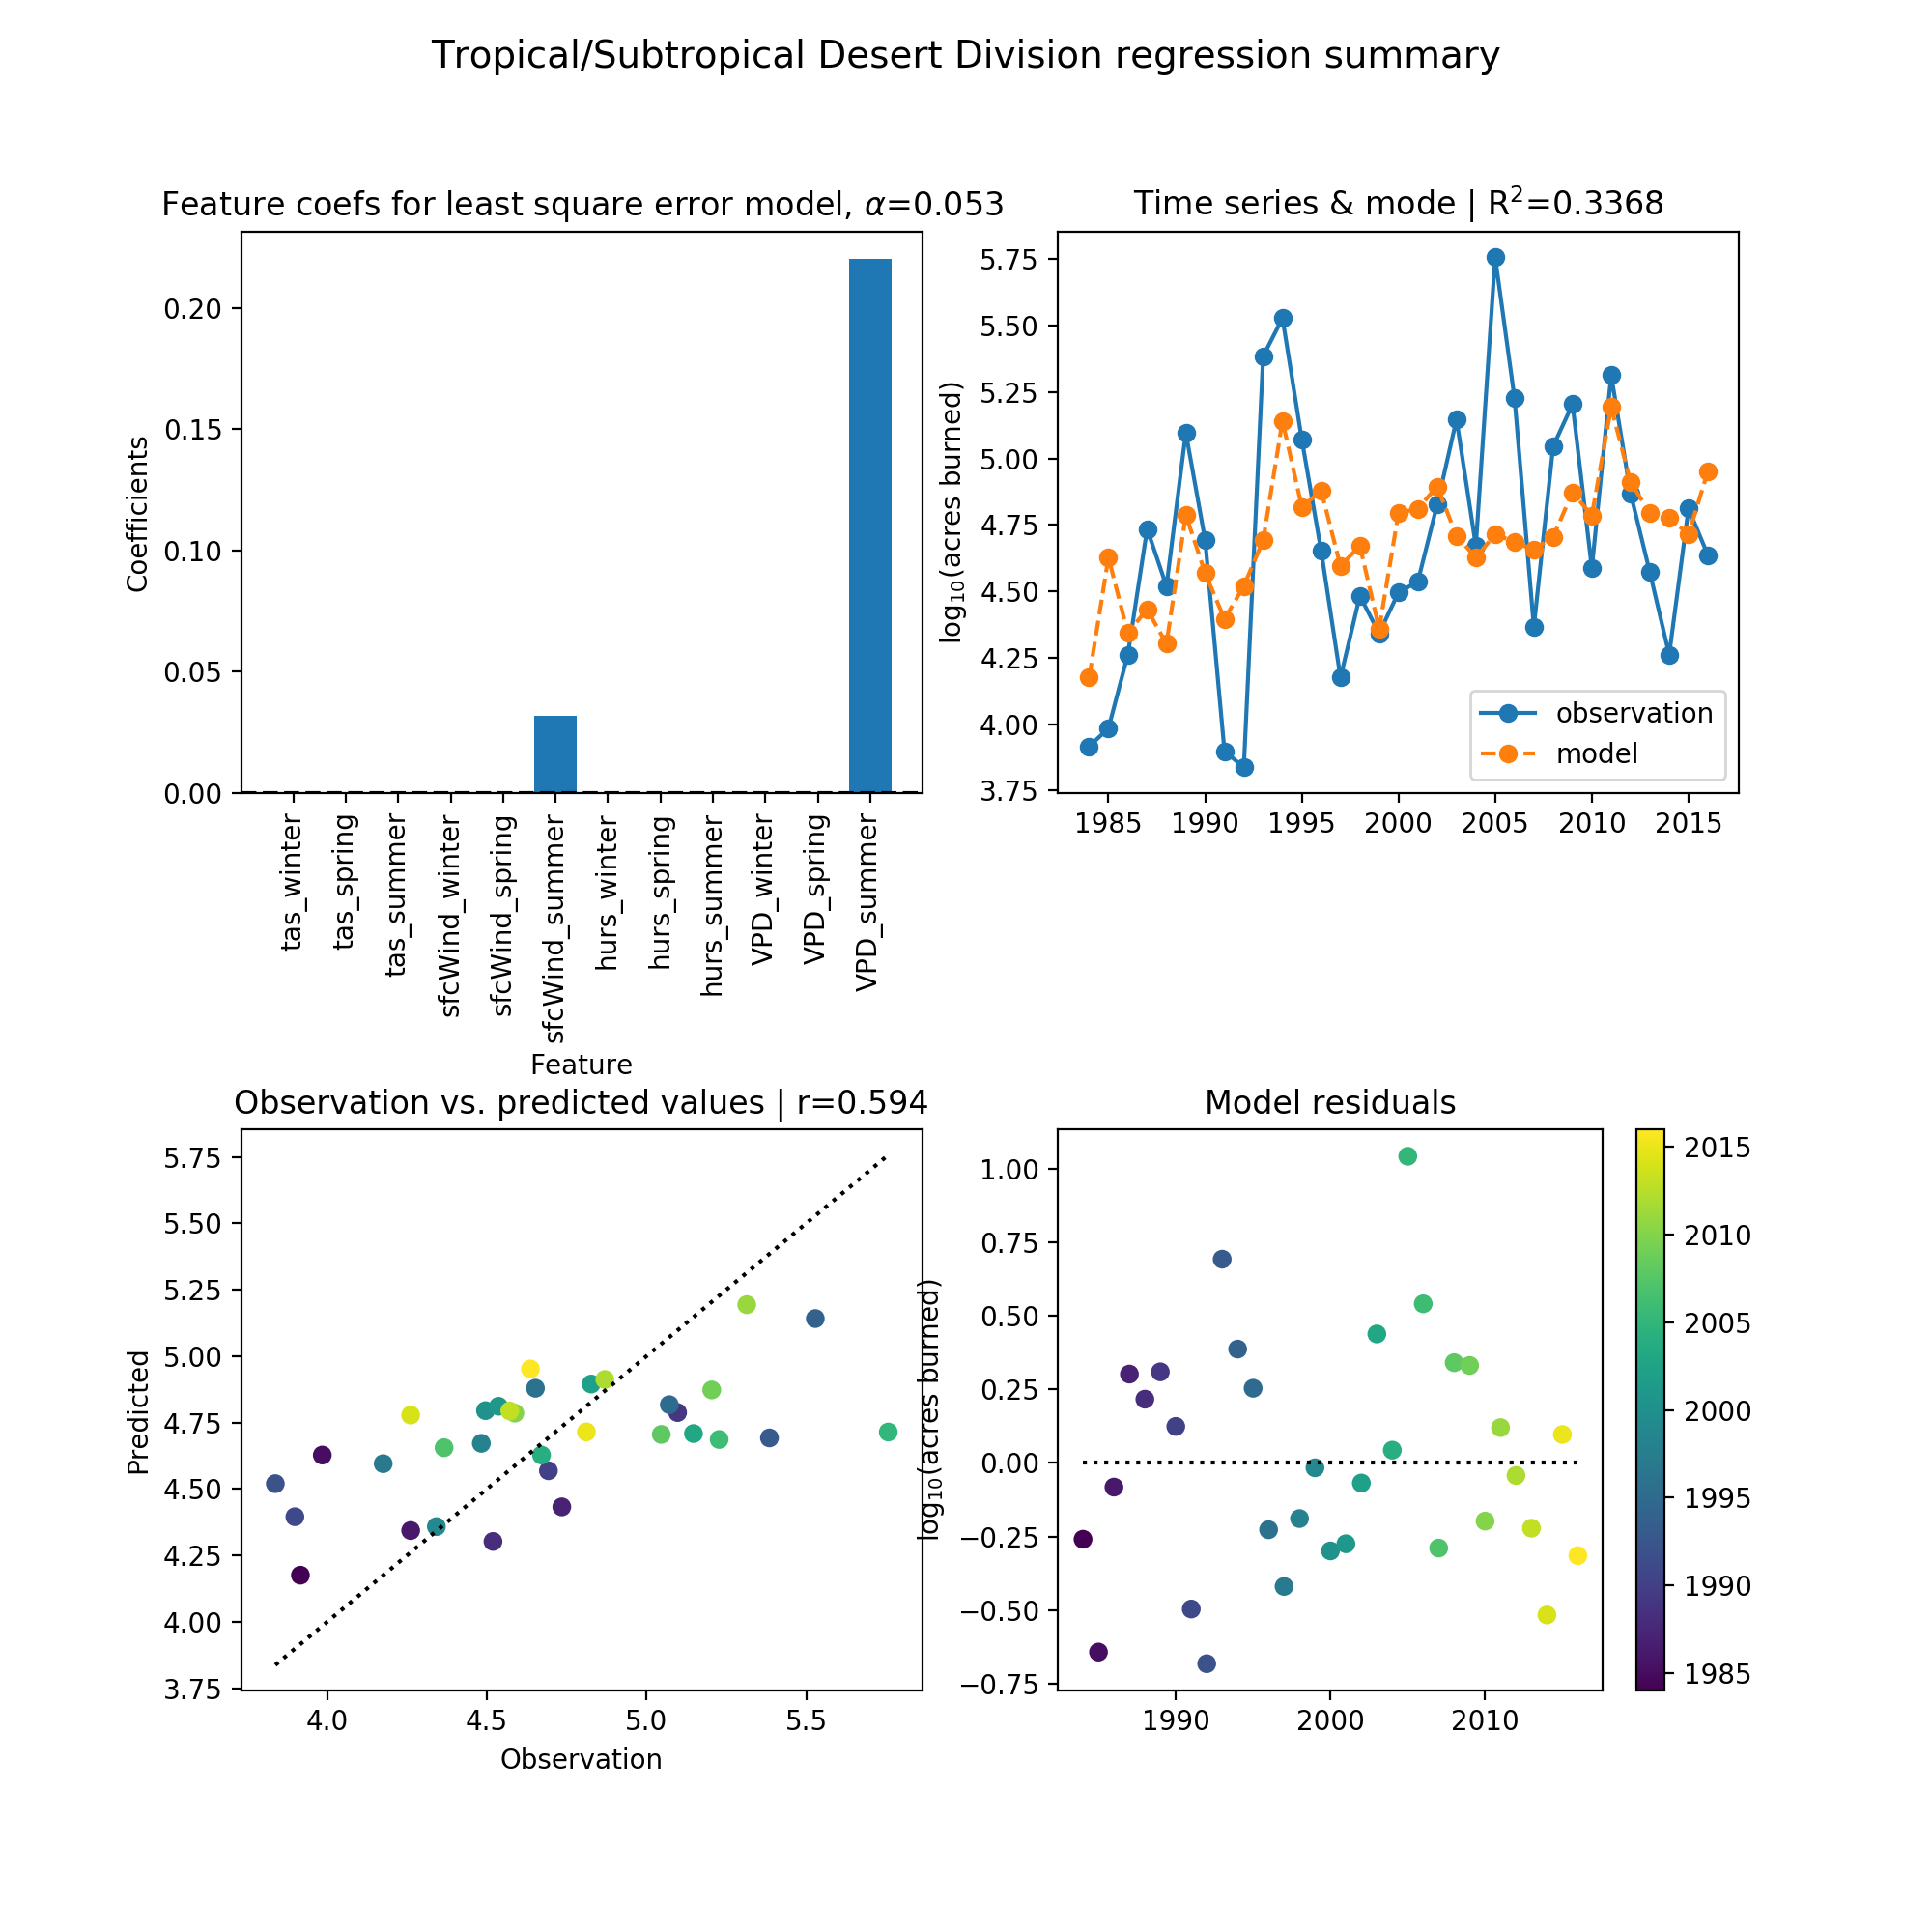 Tropical/Subtropical Desert Division regression summary
Feature coefs for least square error model, α=0.053
Coefficients
0.20
0.15
0.10
0.05
0.00
tas_winter
tas_spring
tas_summer
sfcWind_winter
sfcWind_spring
sfcWind_summer
hurs_winter
hurs_spring
hurs_summer
VPD_winter
VPD_spring
VPD_summer
Feature
Time series & mode | R²=0.3368
log₁₀(acres burned)
5.75
5.50
5.25
5.00
4.75
4.50
4.25
4.00
3.75
1985 1990 1995 2000 2005 2010 2015
observation
model
Observation vs. predicted values | r=0.594
Predicted
5.75
5.50
5.25
5.00
4.75
4.50
4.25
4.00
3.75
4.0 4.5 5.0 5.5
Observation
Model residuals
log₁₀(acres burned)
1.00
0.75
0.50
0.25
0.00
−0.25
−0.50
−0.75
1990 2000 2010
2015
2010
2005
2000
1995
1990
1985